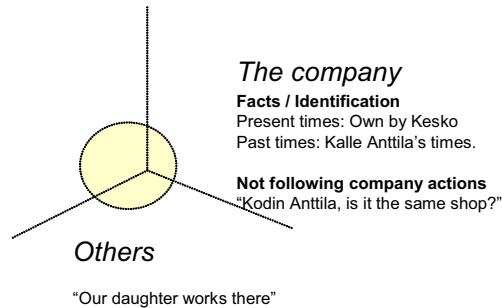 The company
Facts / Identification
Present times: Own by Kesko
Past times: Kalle Anttila’s times.
Not following company actions
“Kodin Anttila, is it the same shop?”
Others
“Our daughter works there”